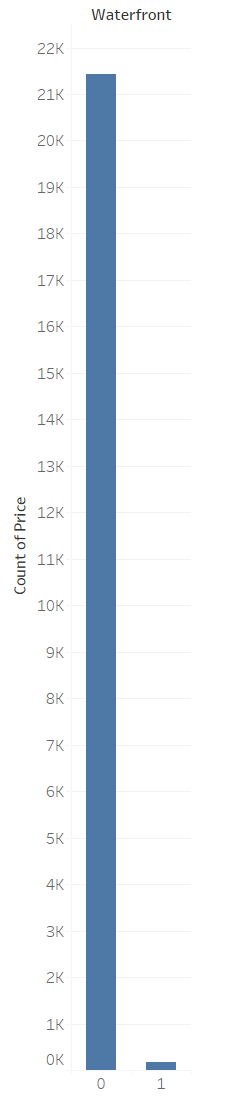 Waterfront
22K
21K
20K
19K
18K
17K
16K
15K
14K
13K
12K
11K
10K
9K
8K
7K
6K
5K
4K
3K
2K
1K
0K
Count of Price
0 1